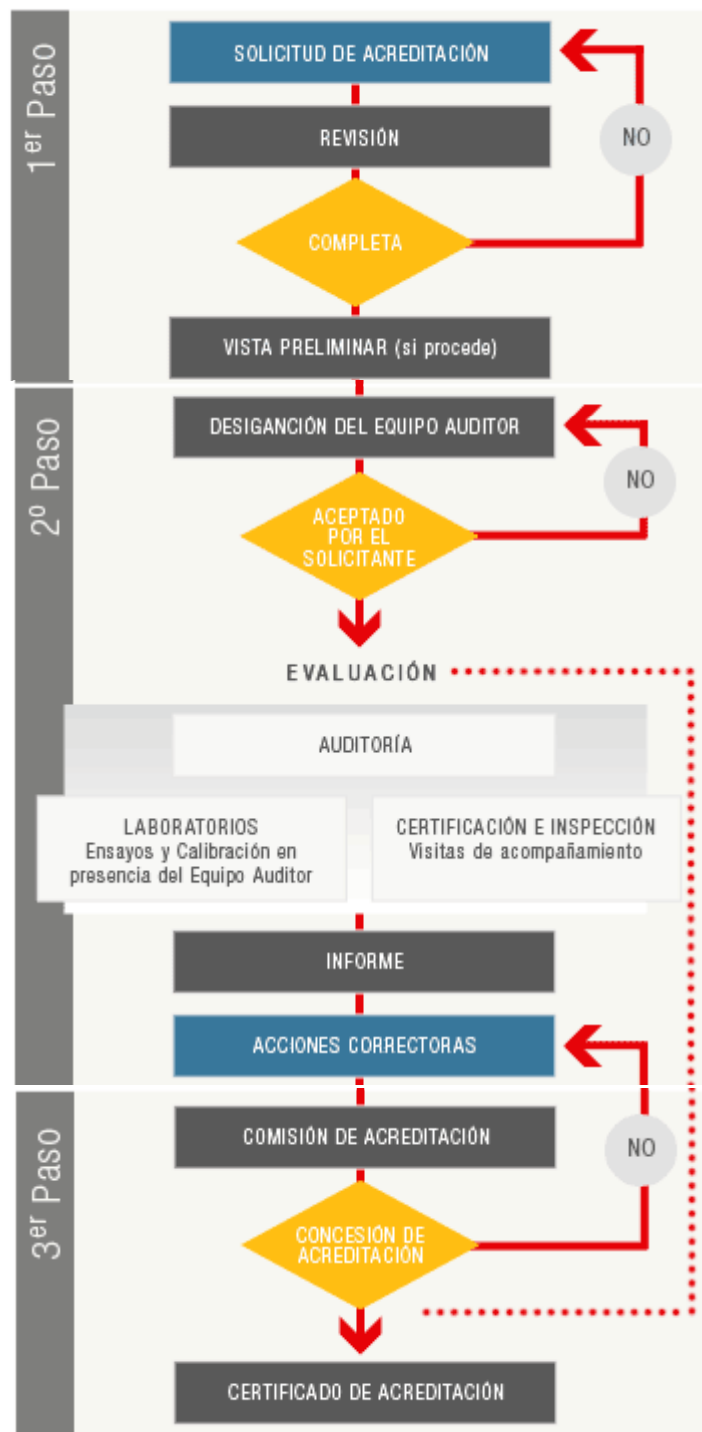 1er Paso
SOLICITUD DE ACREDITACIÓN
REVISIÓN
NO
COMPLETA
VISTA PRELIMINAR (si procede)
2º Paso
DESIGANCIÓN DEL EQUIPO AUDITOR
NO
ACEPTADO
POR EL
SOLICITANTE
EVALUACIÓN
AUDITORÍA
LABORATORIOS
Ensayos y Calibración en
presencia del Equipo Auditor
CERTIFICACIÓN E INSPECCIÓN
Visitas de acompañamiento
INFORME
ACCIONES CORRECTORAS
3er Paso
COMISIÓN DE ACREDITACIÓN
NO
CONCESIÓN DE
ACREDITACIÓN
CERTIFICADO DE ACREDITACIÓN